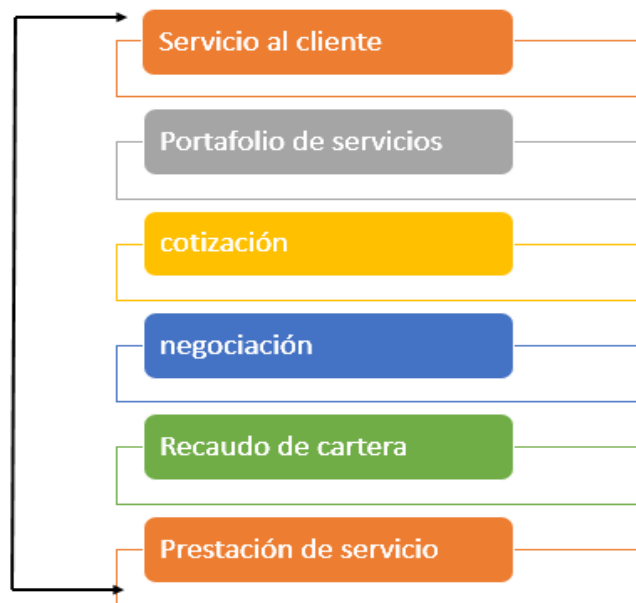 Servicio al cliente
Portafolio de servicios
cotización
negociación
Recaudo de cartera
Prestación de servicio